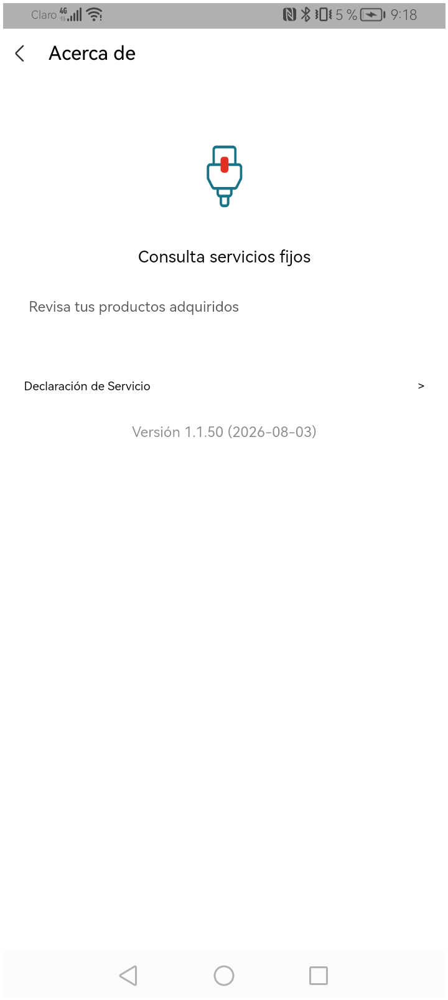 Claro 4G 5 % 9:18
Acerca de
Consulta servicios fijos
Revisa tus productos adquiridos
Declaración de Servicio >
Versión 1.1.50 (2026-08-03)